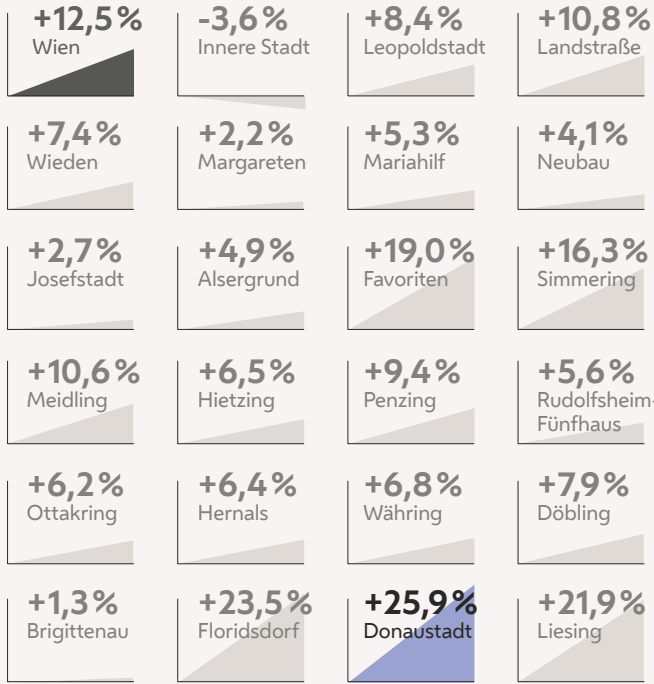 +12,5 %
Wien
-3,6 %
Innere Stadt
+8,4 %
Leopoldstadt
+10,8 %
Landstraße
+7,4 %
Wieden
+2,2 %
Margareten
+5,3 %
Mariahilf
+4,1 %
Neubau
+2,7 %
Josefstadt
+4,9 %
Alsergrund
+19,0 %
Favoriten
+16,3 %
Simmering
+10,6 %
Meidling
+6,5 %
Hietzing
+9,4 %
Penzing
+5,6 %
Rudolfsheim-
Fünfhaus
+6,2 %
Ottakring
+6,4 %
Hernals
+6,8 %
Währing
+7,9 %
Döbling
+1,3 %
Brigittenau
+23,5 %
Floridsdorf
+25,9 %
Donaustadt
+21,9 %
Liesing